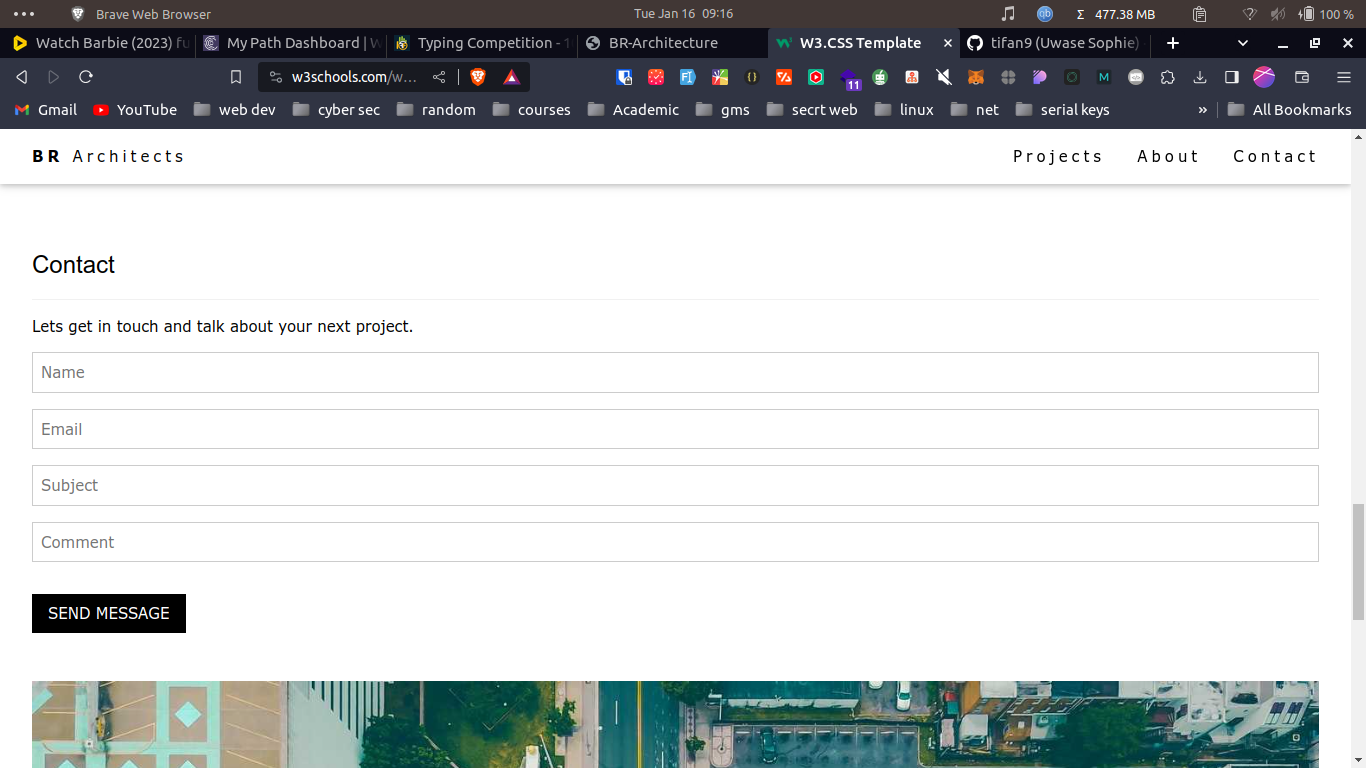 Brave Web Browser
Tue Jan 16 09:16
Σ 477.38 MB
100 %
Watch Barbie (2023) fu
My Path Dashboard | W
Typing Competition - 1
BR-Architecture
W3.CSS Template
tifan9 (Uwase Sophie)
w3schools.com/w...
11
Gmail
YouTube
web dev
cyber sec
random
courses
Academic
gms
secrt web
linux
net
serial keys
»
All Bookmarks
BR Architects
Projects
About
Contact
Contact
Lets get in touch and talk about your next project.
Name
Email
Subject
Comment
SEND MESSAGE